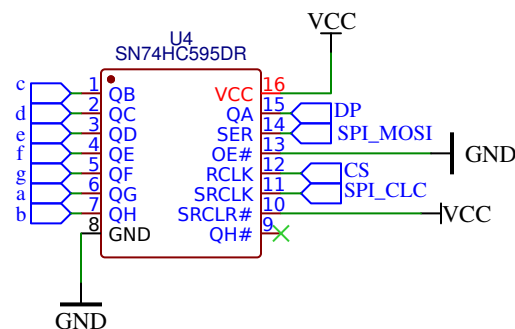 VCC
U4
SN74HC595DR
c 1 QB VCC 16
d 2 QC QA 15 DP
e 3 QD SER 14 SPI_MOSI
f 4 QE OE# 13 GND
g 5 QF RCLK 12 CS
a 6 QG SRCLK 11 SPI_CLC
b 7 QH SRCLR# 10 VCC
8 GND QH# 9
GND